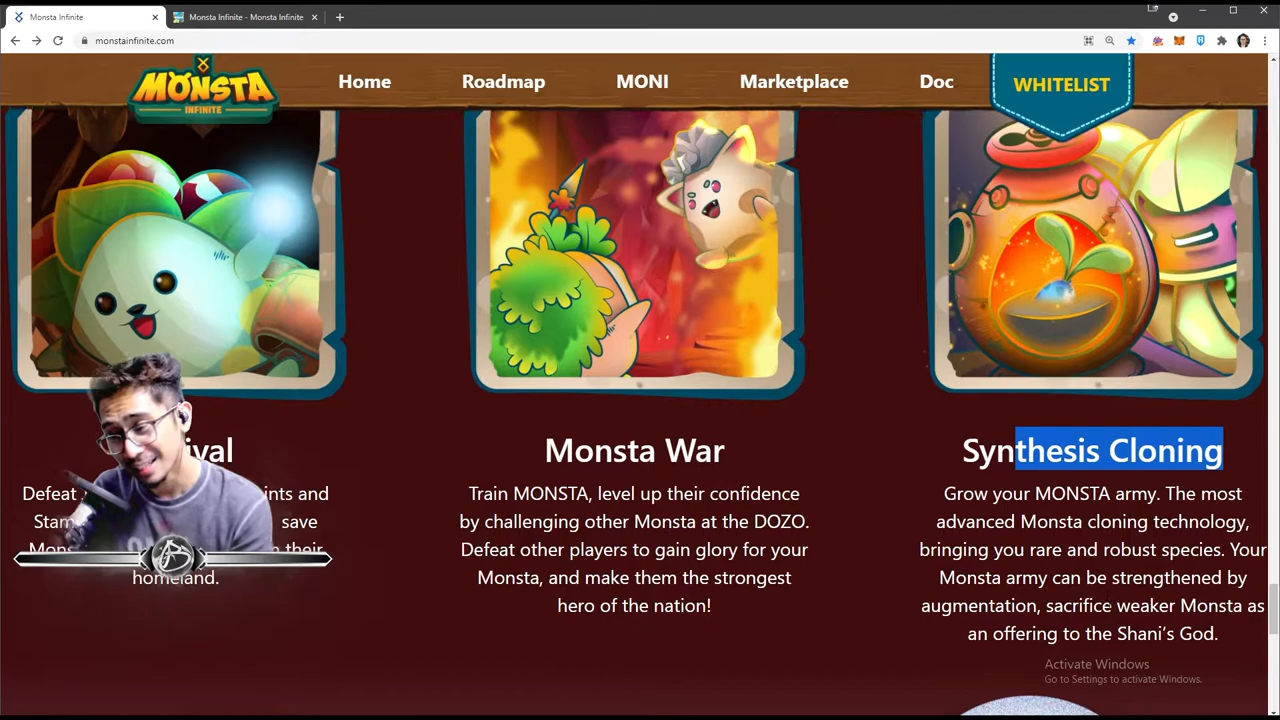 Monsta Infinite
Monsta Infinite - Monsta Infinite
monstainfinite.com
MONSTA
INFINITE
Home
Roadmap
MONI
Marketplace
Doc
WHITELIST
ival
Defeat
ints and
Star
save
Mons
n their
homeland.
Monsta War
Train MONSTA, level up their confidence
by challenging other Monsta at the DOZO.
Defeat other players to gain glory for your
Monsta, and make them the strongest
hero of the nation!
Synthesis Cloning
Grow your MONSTA army. The most
advanced Monsta cloning technology,
bringing you rare and robust species. Your
Monsta army can be strengthened by
augmentation, sacrifice weaker Monsta as
an offering to the Shani's God.
Activate Windows
Go to Settings to activate Windows.